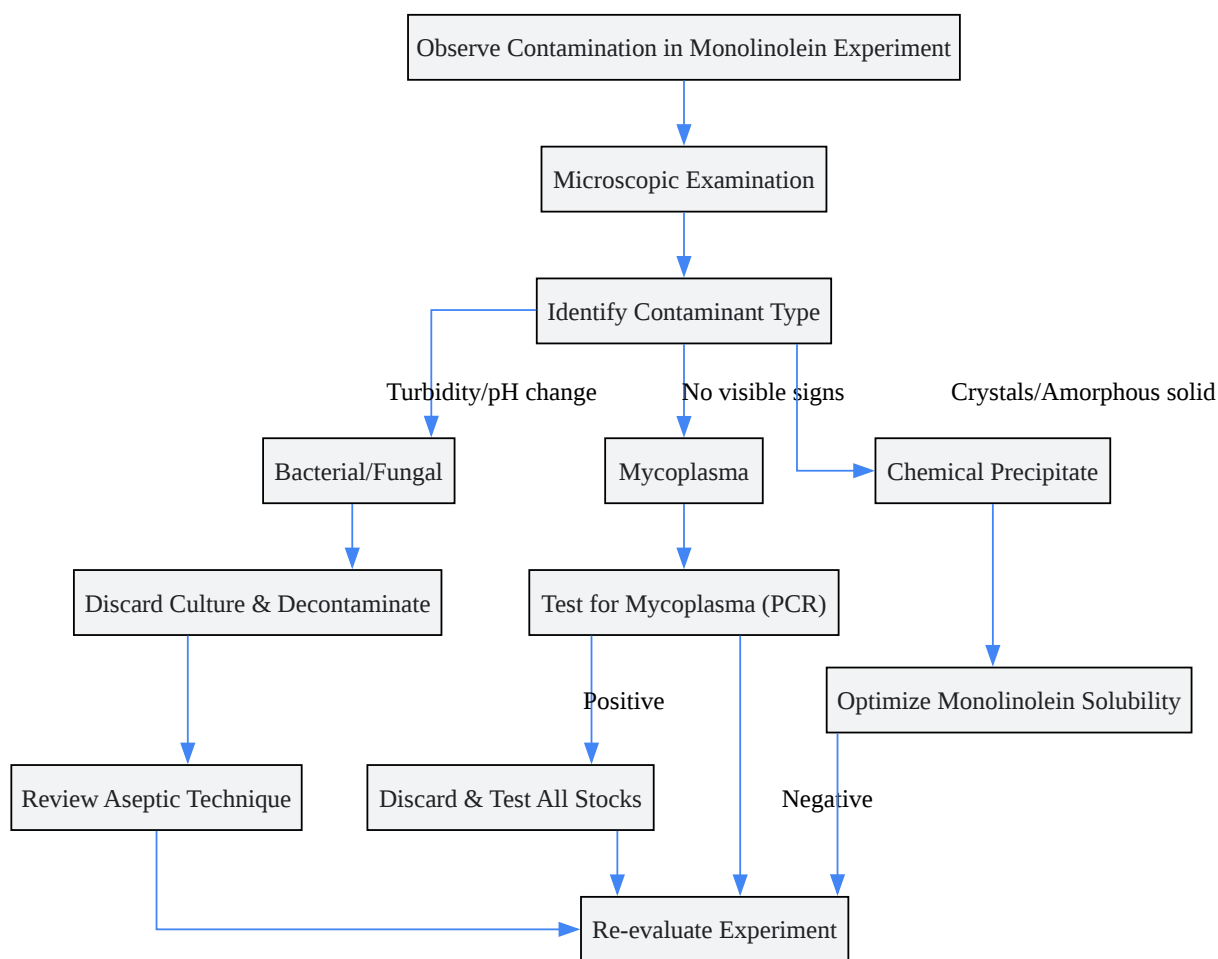 Observe Contamination in Monolinolein Experiment
Microscopic Examination
Identify Contaminant Type
Turbidity/pH change
No visible signs
Crystals/Amorphous solid
Bacterial/Fungal
Mycoplasma
Chemical Precipitate
Discard Culture & Decontaminate
Test for Mycoplasma (PCR)
Positive
Optimize Monolinolein Solubility
Review Aseptic Technique
Discard & Test All Stocks
Negative
Re-evaluate Experiment